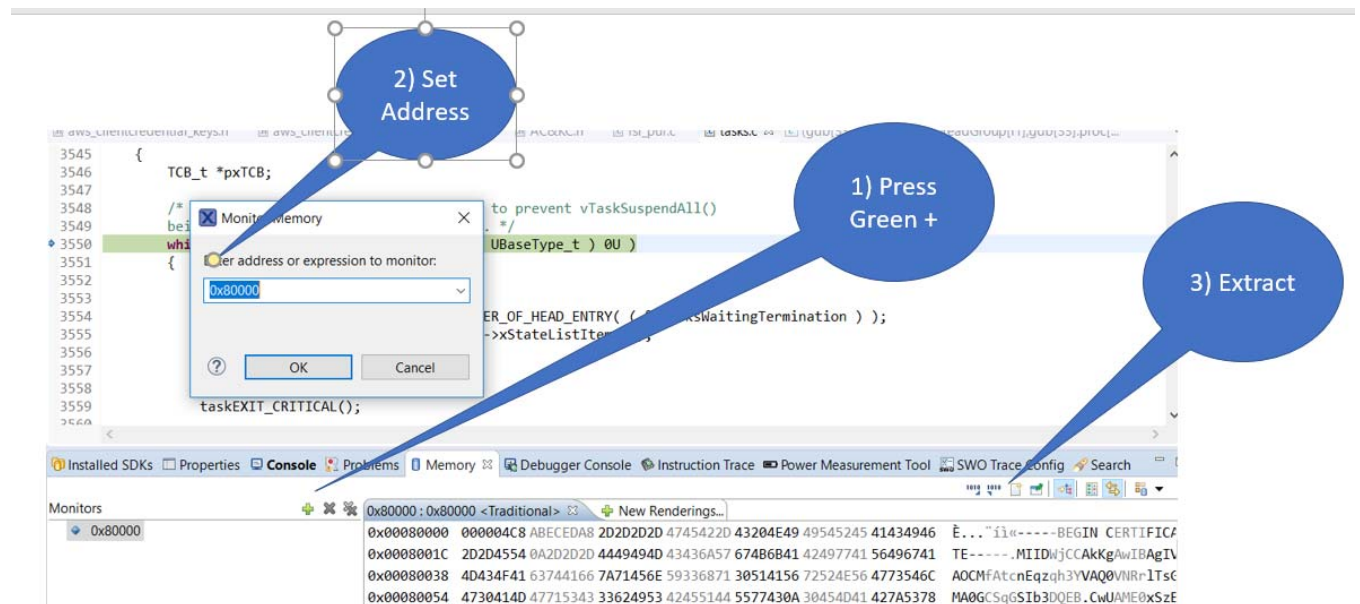 2) Set
Address
1) Press
Green +
3) Extract
tasks.c
3545 {
3546 TCB_t *pxTCB;
3547
3548 /* to prevent vTaskSuspendAll()
3549 */
3550 UBaseType_t ) 0U )
3551 {
3552
3553
3554 ER_OF_HEAD_ENTRY( (
3555
3556
3557
3558
3559 taskEXIT_CRITICAL();
3560
Memory
address or expression to monitor:
0x80000
OK Cancel
Installed SDKs Properties Console Memory Debugger Console Instruction Trace Power Measurement Tool SWO Trace Config Search
Monitors 0x80000 : 0x80000 <Traditional> New Renderings...
0x80000
0x00080000 000004C8 ABECEDA8 2D2D2D2D 4745422D 43204E49 49545245 41434946 È...¨íì«-----BEGIN CERTIFICA
0x0008001C 2D2D4554 0A2D2D2D 4449494D 43436A57 674B6B41 42497741 56496741 TE-----.MIIDWjCCAkKgAwIBAgIV
0x00080038 4D434F41 63744166 7A71456E 59336871 30514156 72524E56 4773546C AOCMfAtcnEqzqh3YVAQ0VNRrlTsG
0x00080054 4730414D 47715343 33624953 42455144 5577430A 30454D41 427A5378 MA0GCSqGSIb3DQEB.CwUAME0xSzE